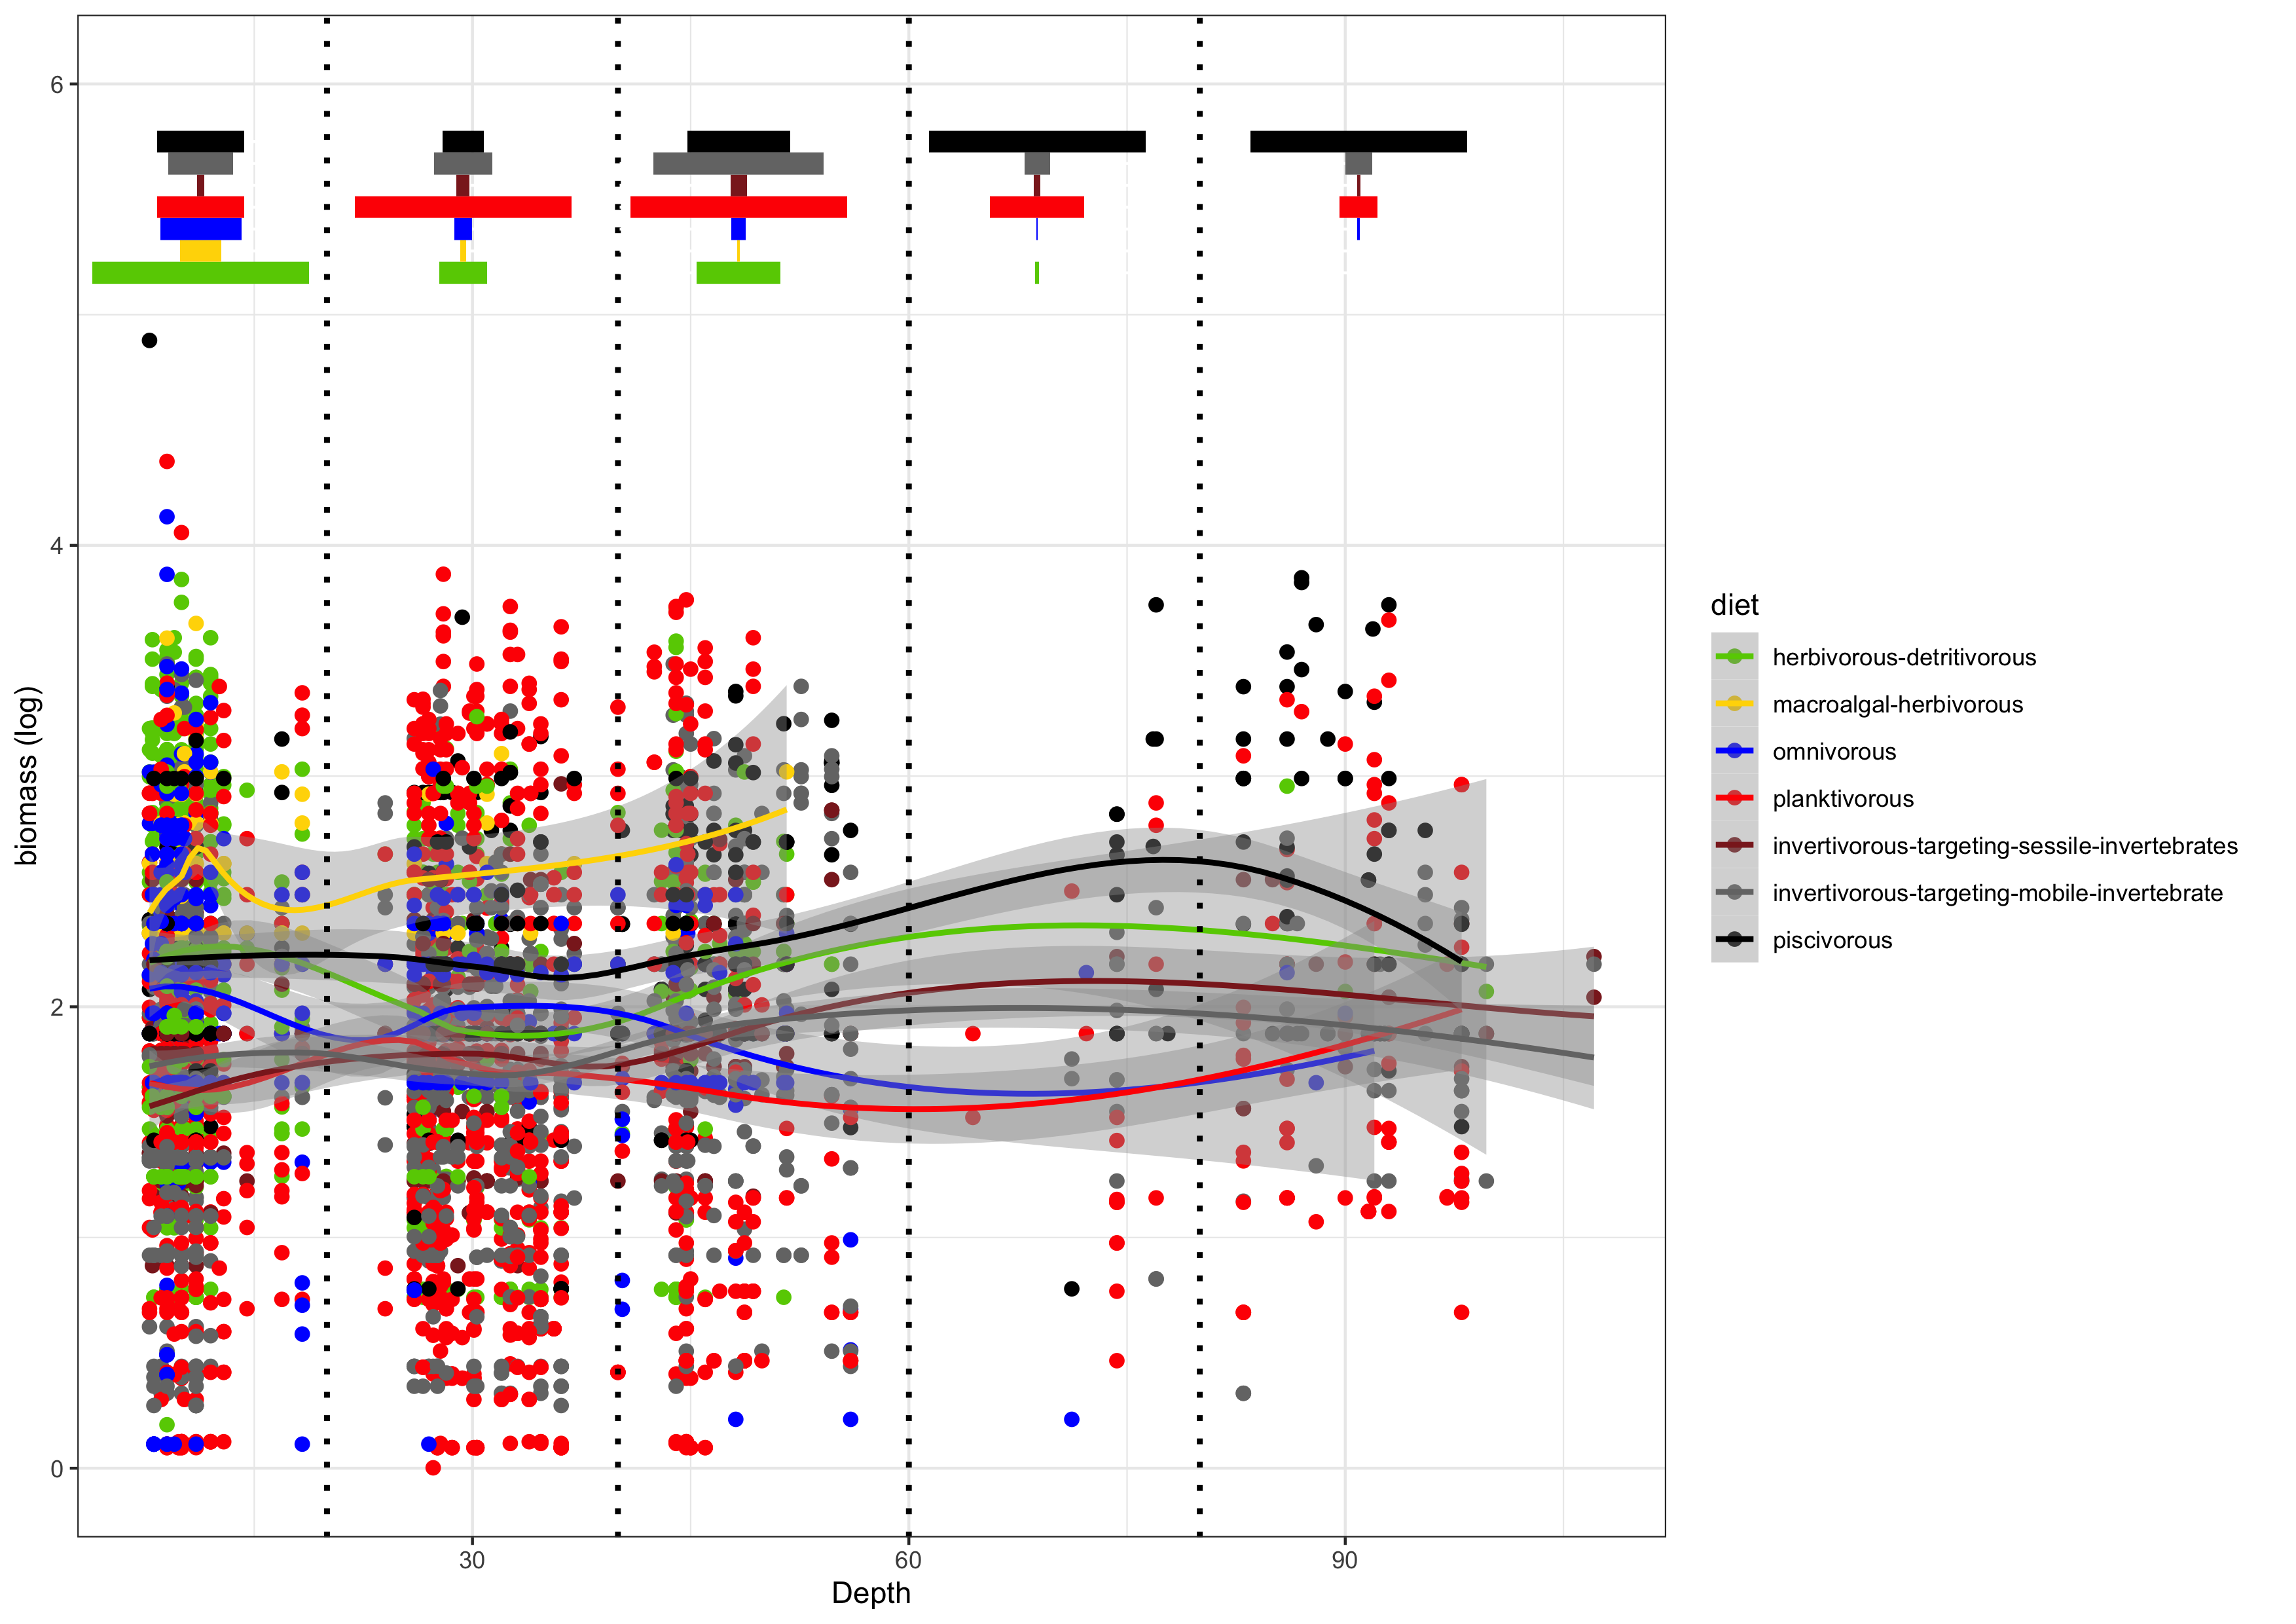 6
4
2
0
biomass (log)
30
60
90
Depth
diet
herbivorous-detritivorous
macroalgal-herbivorous
omnivorous
planktivorous
invertivorous-targeting-sessile-invertebrates
invertivorous-targeting-mobile-invertebrate
piscivorous